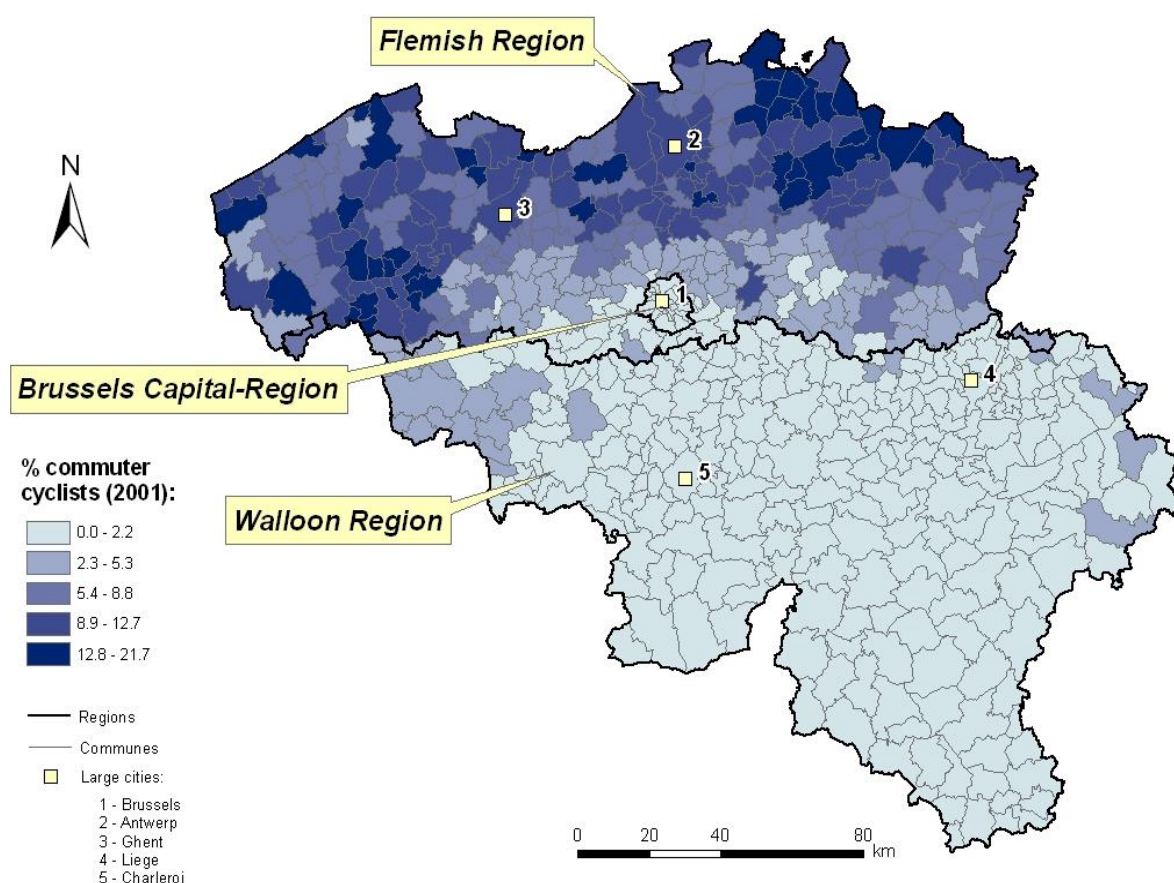 Flemish Region
N
2
3
1
Brussels Capital-Region
4
% commuter
cyclists (2001):
0.0 - 2.2
2.3 - 5.3
5.4 - 8.8
8.9 - 12.7
12.8 - 21.7
5
Walloon Region
Regions
Communes
Large cities:
1 - Brussels
2 - Antwerp
3 - Ghent
4 - Liege
5 - Charleroi
0 20 40 80
km